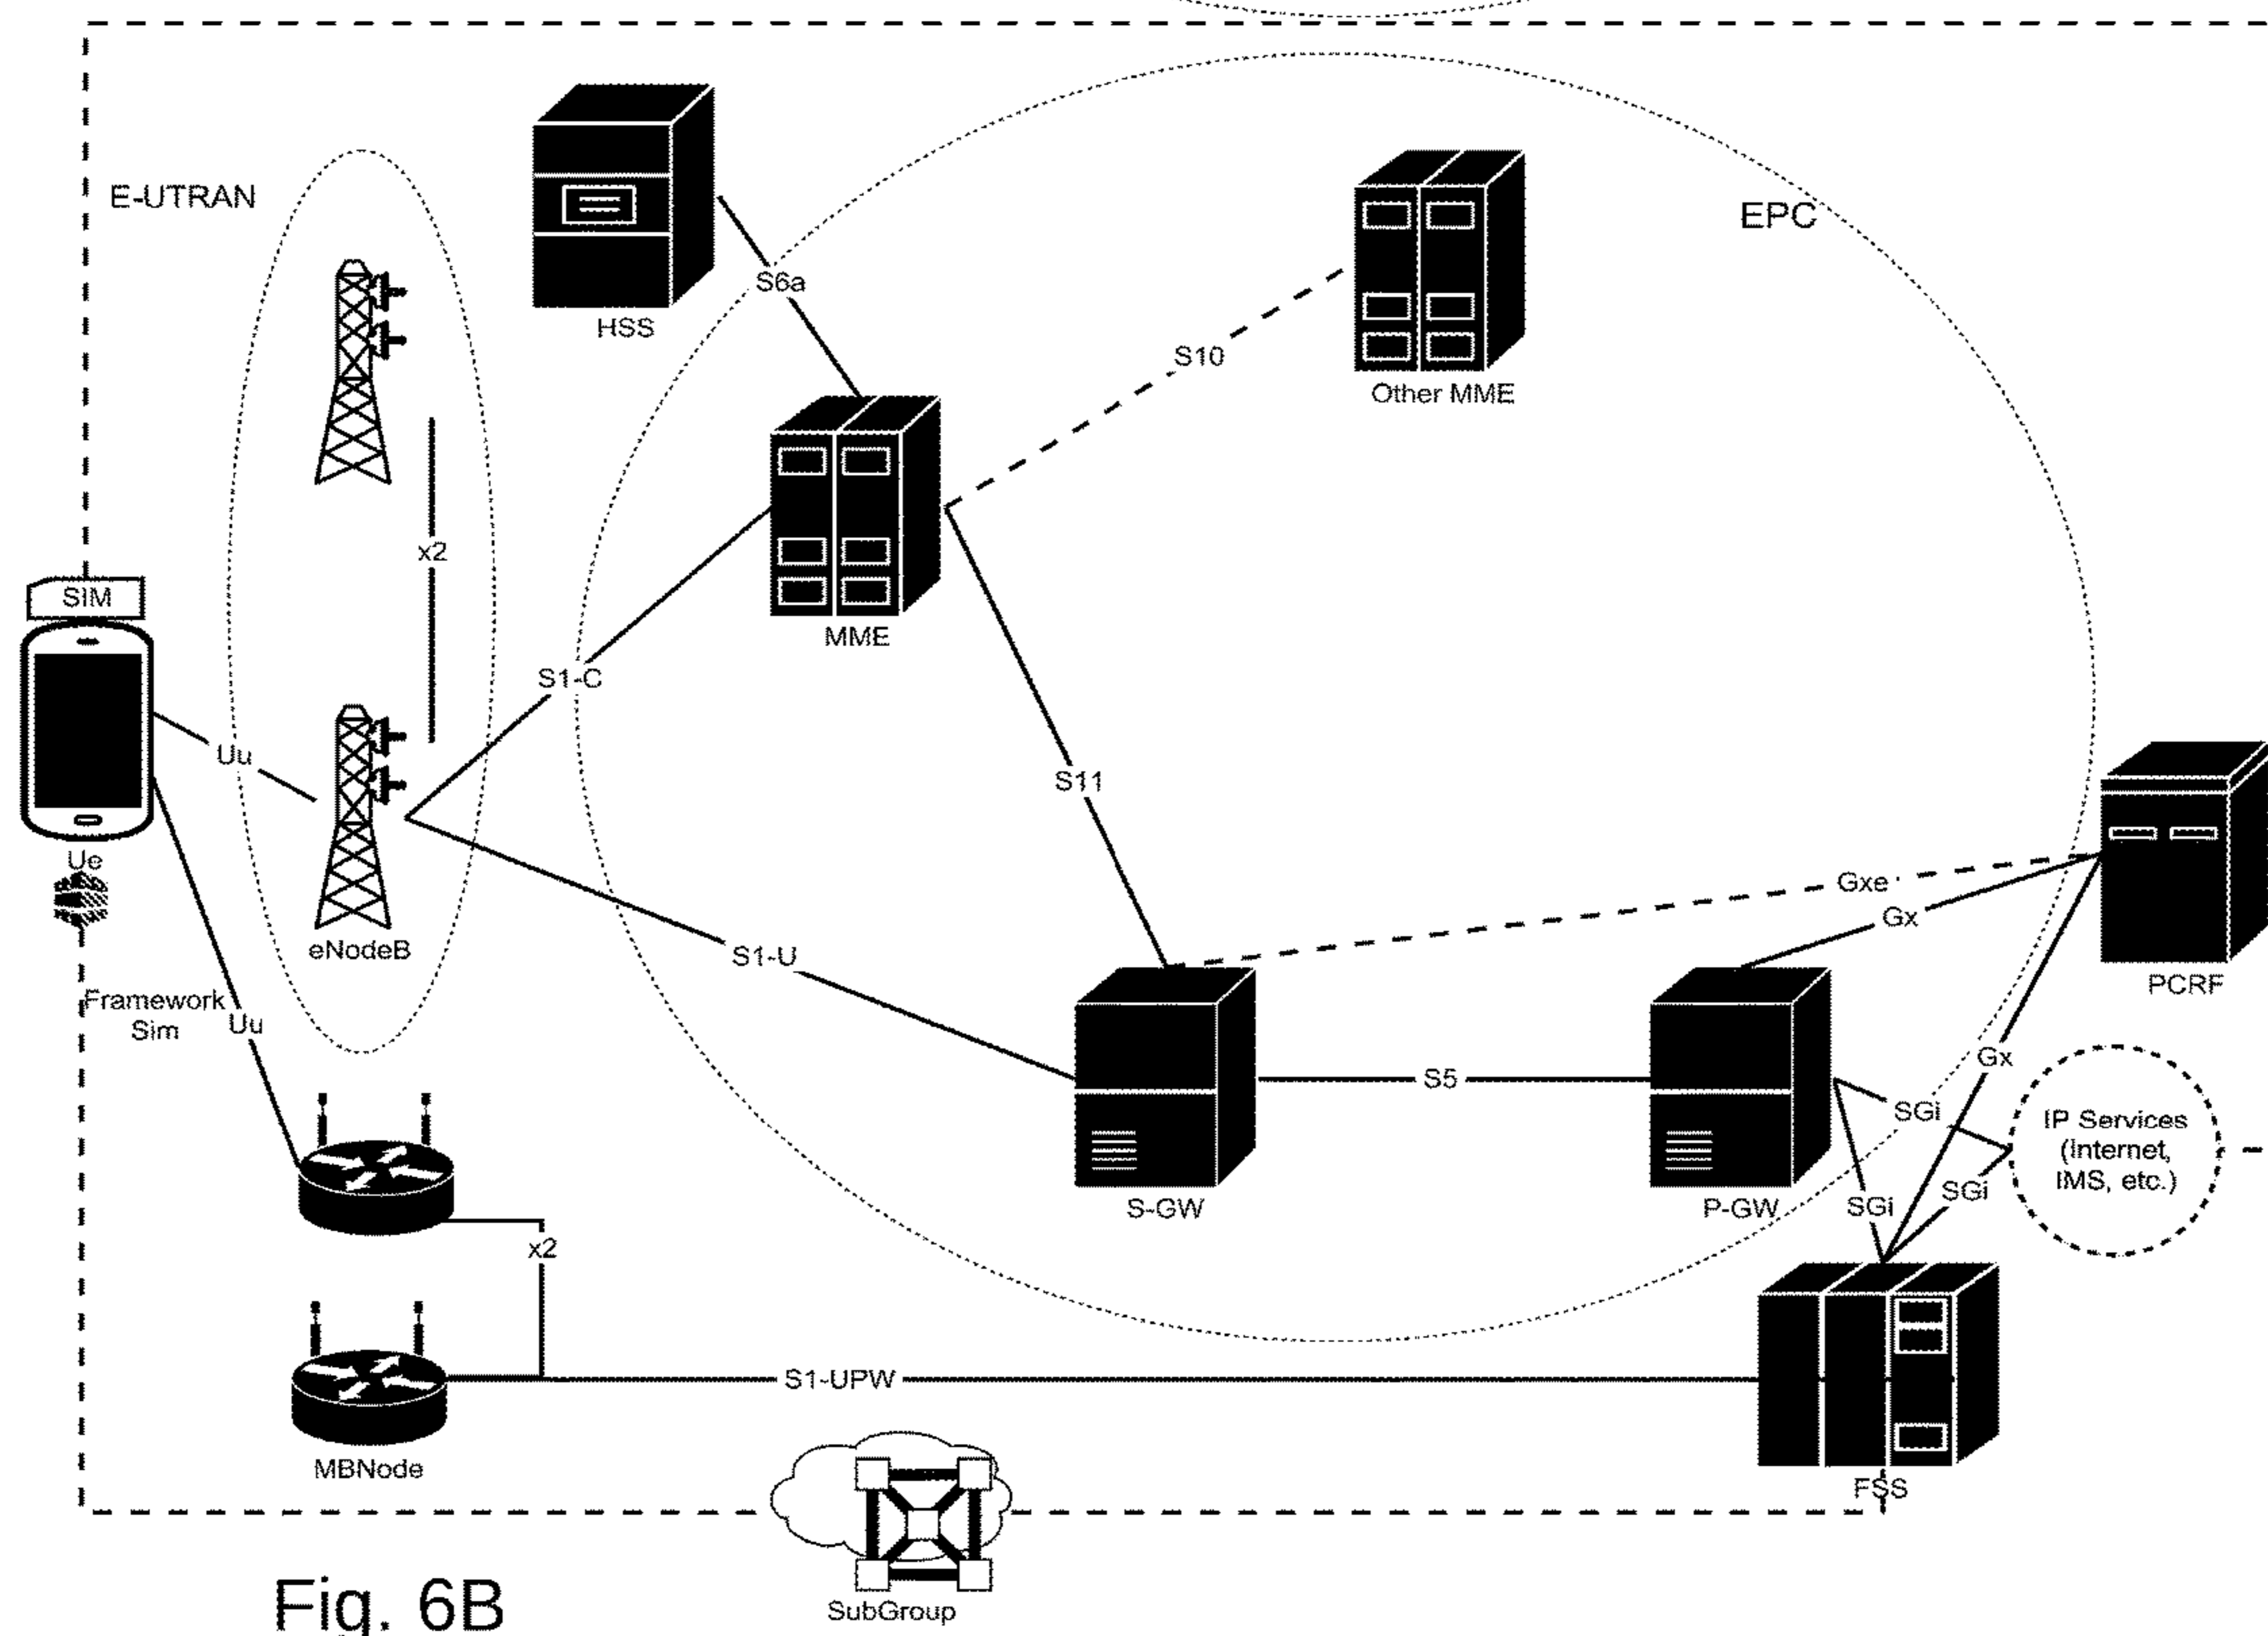 E-UTRAN
EPC
HSS
S6a
S10
Other MME
x2
SIM
MME
S1-C
Uu
S11
Ue
Gxe
Gx
eNodeB
S1-U
PCRF
Framework
Sim
Uu
Gx
S5
SGi
IP Services
(Internet,
IMS, etc.)
S-GW
P-GW
SGi
SGi
x2
S1-UPW
MBNode
FSS
SubGroup
Fig. 6B